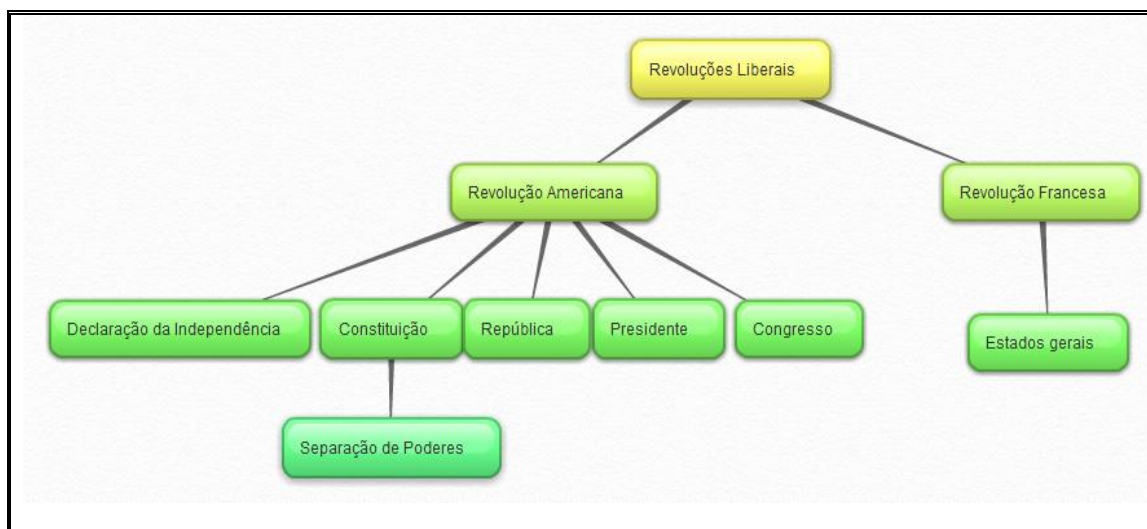 Revoluções Liberais
Revolução Americana
Revolução Francesa
Declaração da Independência
Constituição
República
Presidente
Congresso
Estados gerais
Separação de Poderes